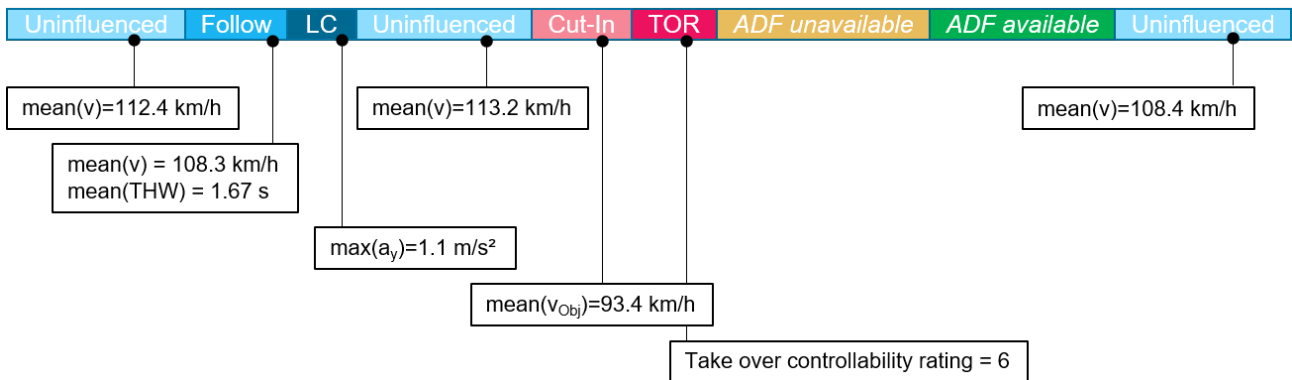 Uninfluenced Follow LC Uninfluenced Cut-In TOR ADF unavailable ADF available Uninfluenced
mean(v)=112.4 km/h mean(v)=113.2 km/h mean(v)=108.4 km/h
mean(v) = 108.3 km/h
mean(THW) = 1.67 s
max(ay)=1.1 m/s²
mean(vObj)=93.4 km/h
Take over controllability rating = 6